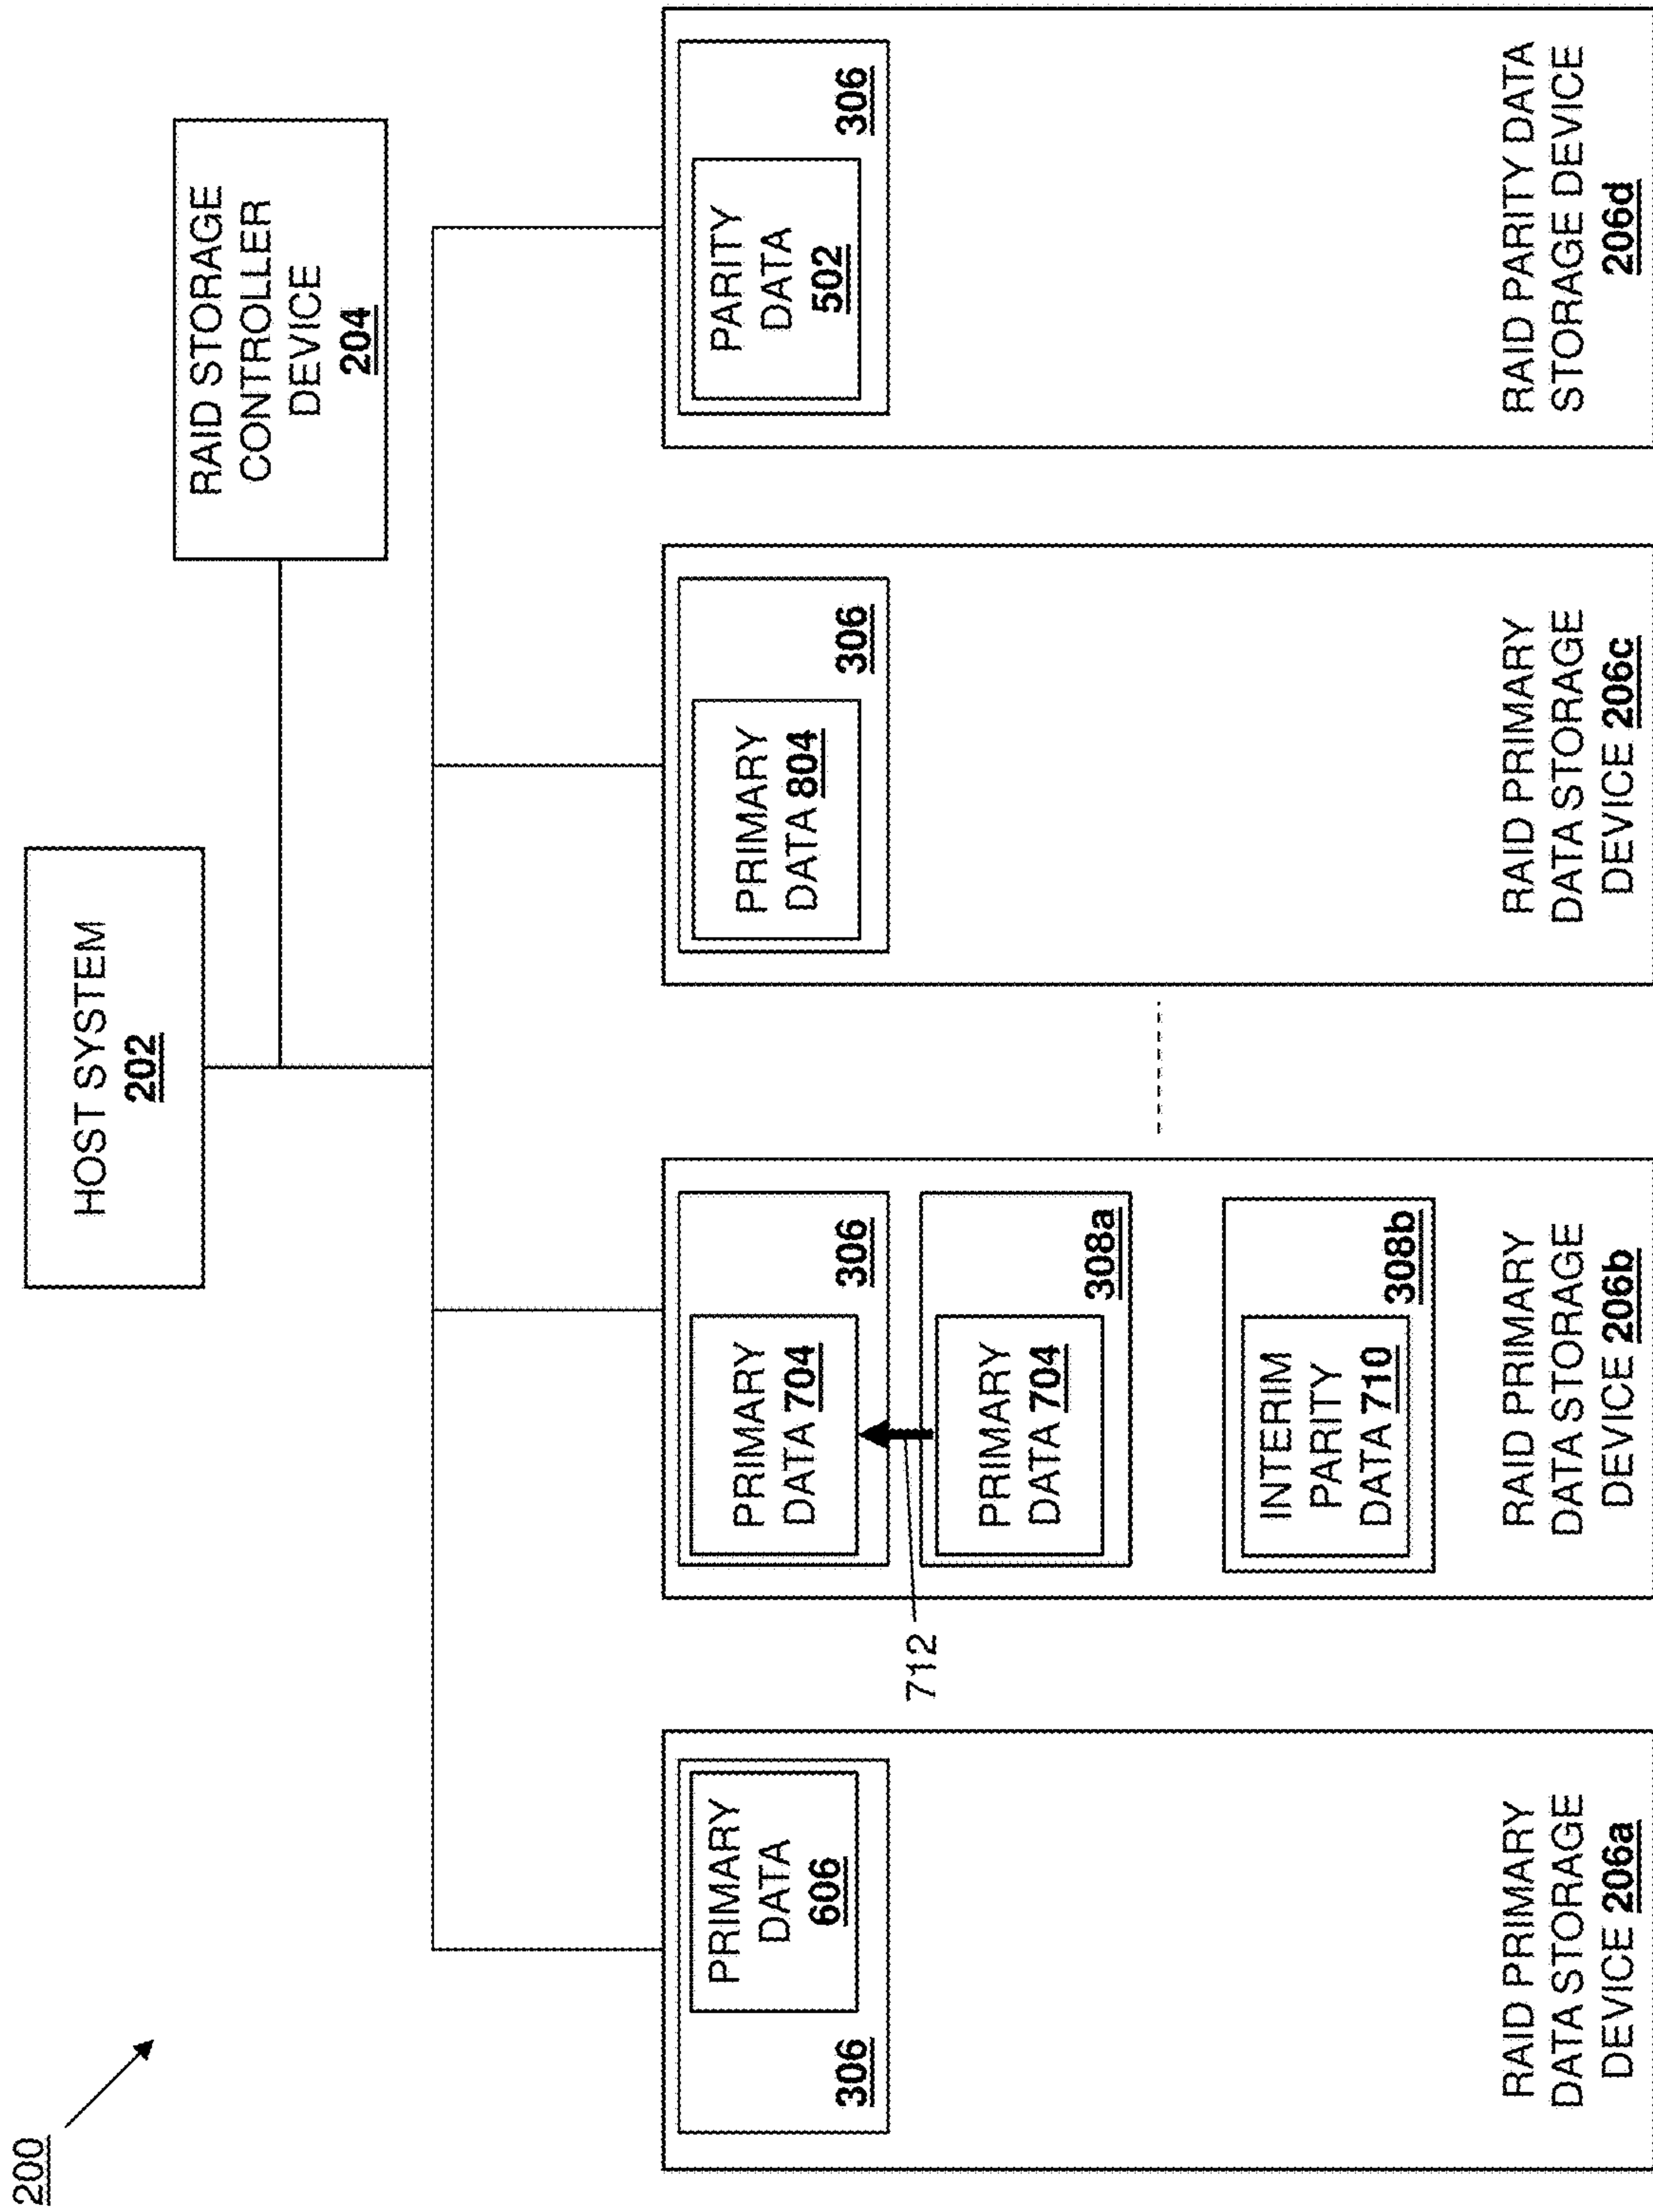 200
HOST SYSTEM
202
RAID STORAGE
CONTROLLER
DEVICE
204
306
PRIMARY
DATA
606
RAID PRIMARY
DATA STORAGE
DEVICE 206a
712
PRIMARY
DATA 704
306
PRIMARY
DATA 704
308a
INTERIM
PARITY
DATA 710
308b
RAID PRIMARY
DATA STORAGE
DEVICE 206b
PRIMARY
DATA 804
306
RAID PRIMARY
DATA STORAGE
DEVICE 206c
PARITY
DATA
502
306
RAID PARITY DATA
STORAGE DEVICE
206d